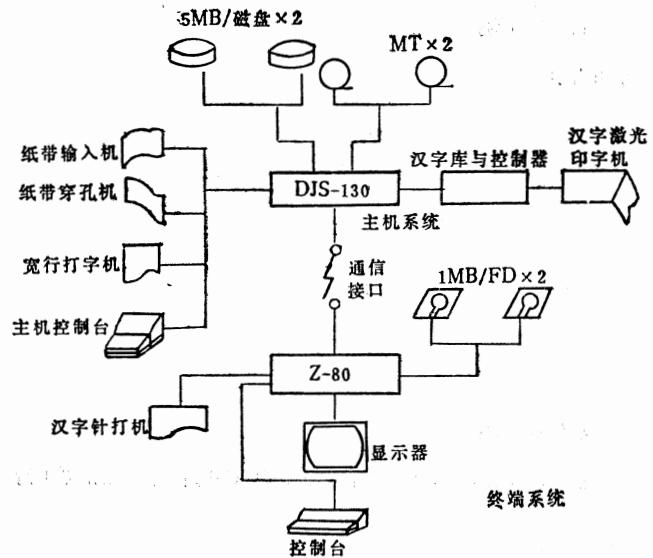 5MB/磁盘×2
MT×2
纸带输入机
汉字库与控制器
汉字激光
印字机
纸带穿孔机
DJS-130
主机系统
宽行打字机
通信
接口
1MB/FD×2
主机控制台
Z-80
汉字针打机
显示器
终端系统
控制台